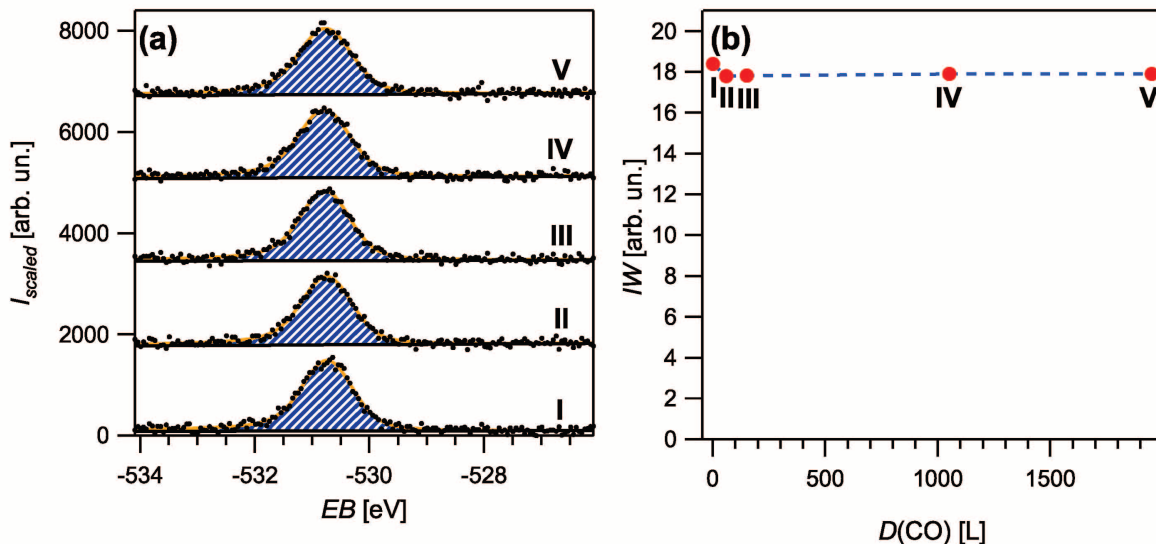 (a)
8000
6000
4000
2000
0
I_scaled [arb. un.]
V
IV
III
II
I
-534
-532
-530
-528
EB [eV]
(b)
20
18
16
14
12
10
8
6
4
2
0
IW [arb. un.]
I
II
III
IV
V
0
500
1000
1500
D(CO) [L]